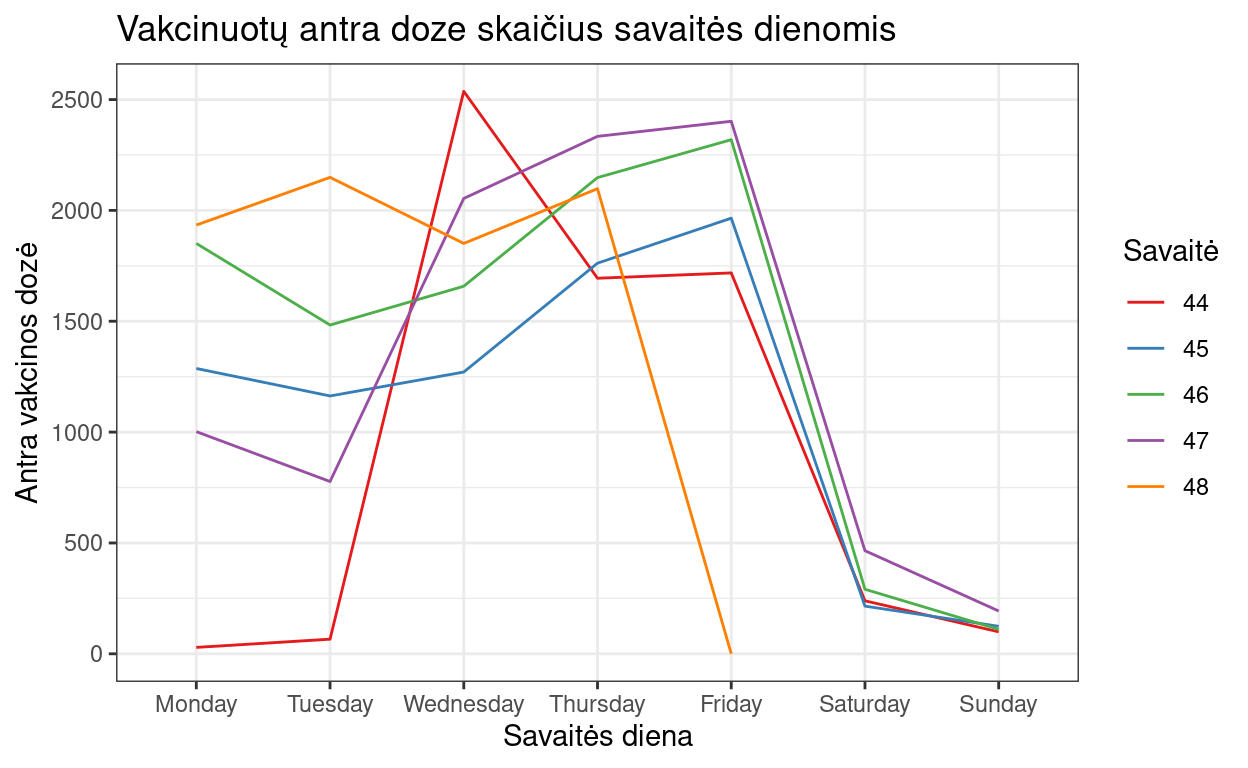 Vakcinuotų antra doze skaičius savaitės dienomis
Antra vakcinos dozė
2500
2000
1500
1000
500
0
Monday Tuesday Wednesday Thursday Friday Saturday Sunday
Savaitės diena
Savaitė
44
45
46
47
48